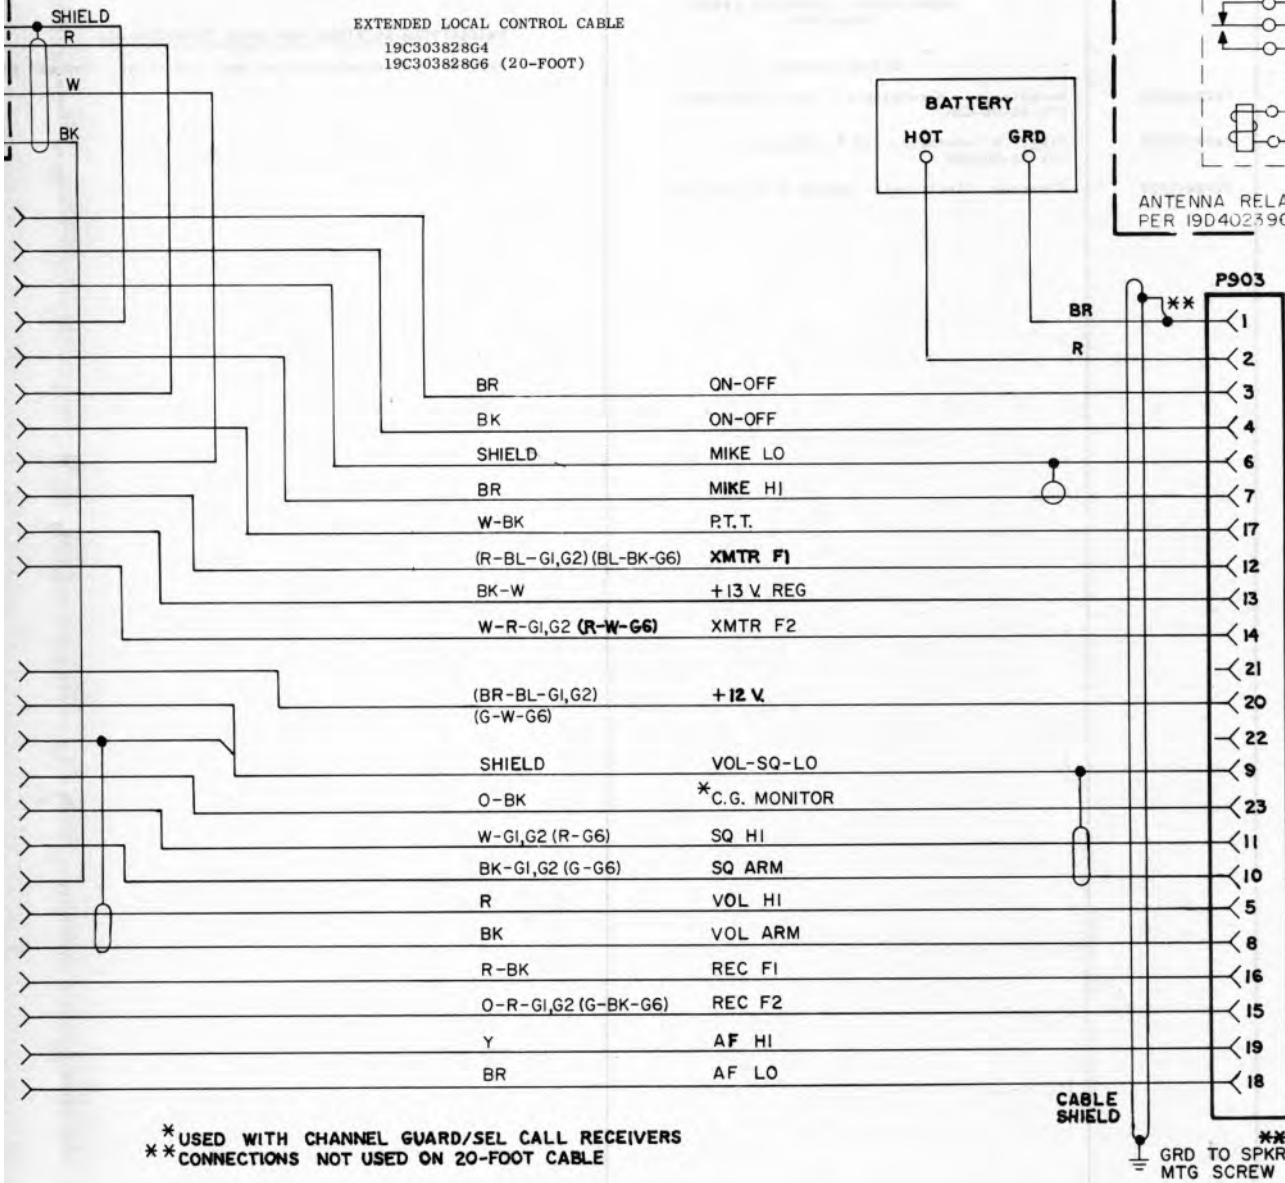 SHIELD
R
W
BK
EXTENDED LOCAL CONTROL CABLE
19C303828G4
19C303828G6 (20-FOOT)
BATTERY
HOT GRD
ANTENNA RELA
PER 19D402390
P903
BR ** 1
R 2
BR ON-OFF 3
BK ON-OFF 4
SHIELD MIKE LO 6
BR MIKE HI 7
W-BK P.T.T. 17
(R-BL-G1,G2)(BL-BK-G6) XMTR F1 12
BK-W +13 V. REG 13
W-R-G1,G2 (R-W-G6) XMTR F2 14
21
(BR-BL-G1,G2) +12 V. 20
(G-W-G6)
22
SHIELD VOL-SQ-LO 9
O-BK *C.G. MONITOR 23
W-G1,G2 (R-G6) SQ HI 11
BK-G1,G2 (G-G6) SQ ARM 10
R VOL HI 5
BK VOL ARM 8
R-BK REC F1 16
O-R-G1,G2 (G-BK-G6) REC F2 15
Y AF HI 19
BR AF LO 18
CABLE
SHIELD
* USED WITH CHANNEL GUARD/SEL CALL RECEIVERS
** CONNECTIONS NOT USED ON 20-FOOT CABLE
**
GRD TO SPKR
MTG SCREW